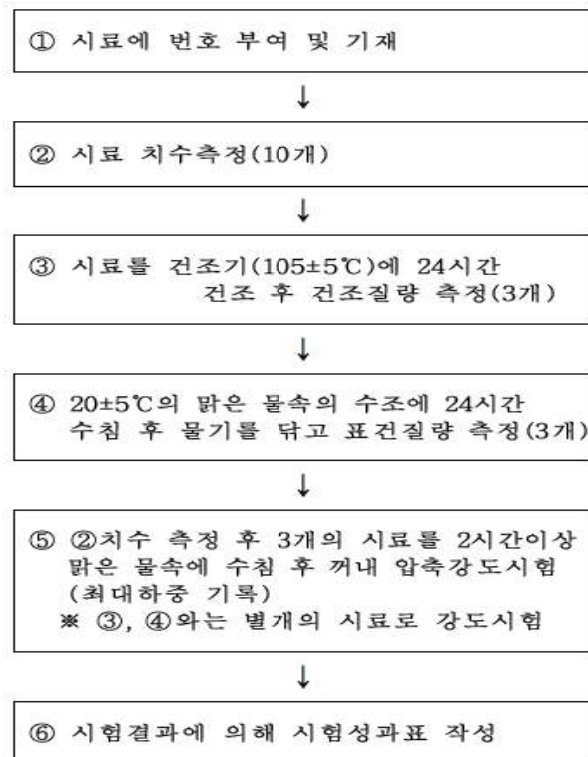 ① 시료에 번호 부여 및 기재
↓
② 시료 치수측정(10개)
↓
③ 시료를 건조기(105±5℃)에 24시간
건조 후 건조질량 측정(3개)
↓
④ 20±5℃의 맑은 물속의 수조에 24시간
수침 후 물기를 닦고 표건질량 측정(3개)
↓
⑤ ②치수 측정 후 3개의 시료를 2시간이상
맑은 물속에 수침 후 꺼내 압축강도시험
(최대하중 기록)
※ ③, ④와는 별개의 시료로 강도시험
↓
⑥ 시험결과에 의해 시험성과표 작성